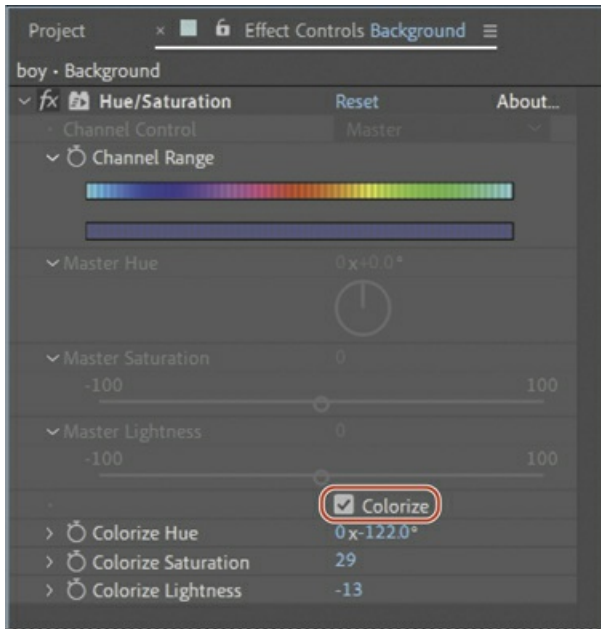 Project × Effect Controls Background
boy • Background
fx Hue/Saturation Reset About...
Channel Control Master
Channel Range
Master Hue 0x+0.0°
Master Saturation 0
-100 100
Master Lightness 0
-100 100
Colorize
Colorize Hue 0x-122.0°
Colorize Saturation 29
Colorize Lightness -13